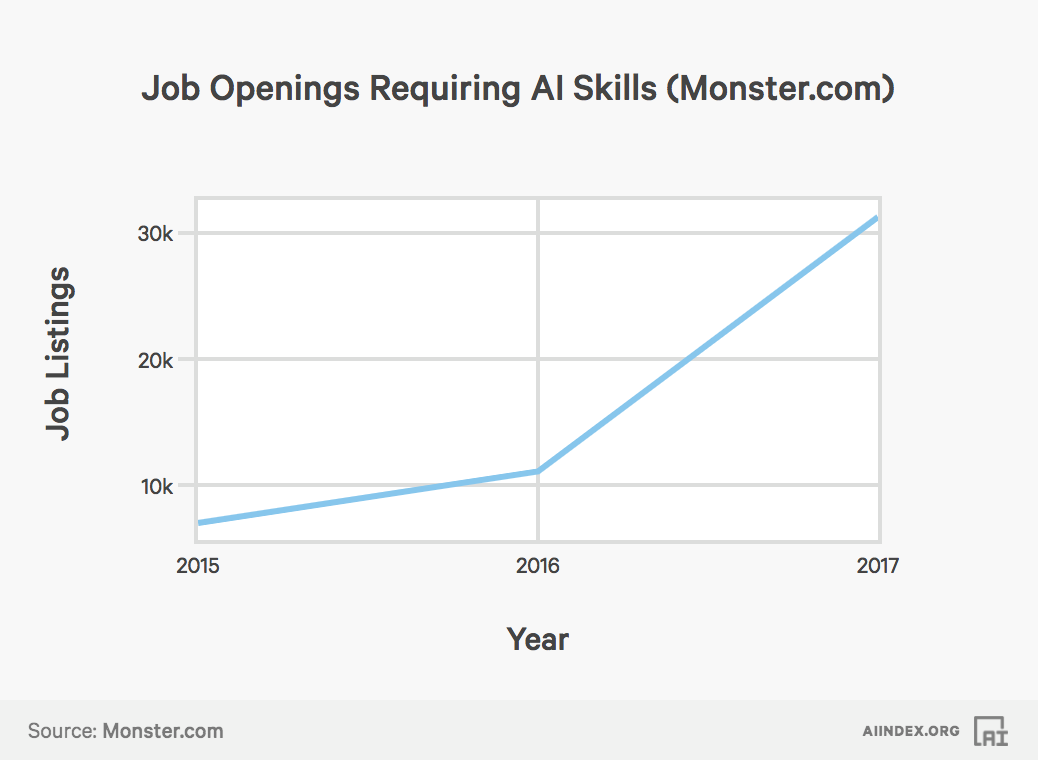 Job Openings Requiring AI Skills (Monster.com)
30k
20k
10k
Job Listings
2015 2016 2017
Year
Source: Monster.com
AIINDEX.ORG
AI